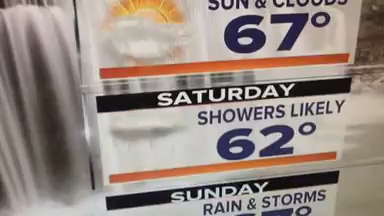 SUN & CLOUDS
67°
SATURDAY
SHOWERS LIKELY
62°
SUNDAY
RAIN & STORMS